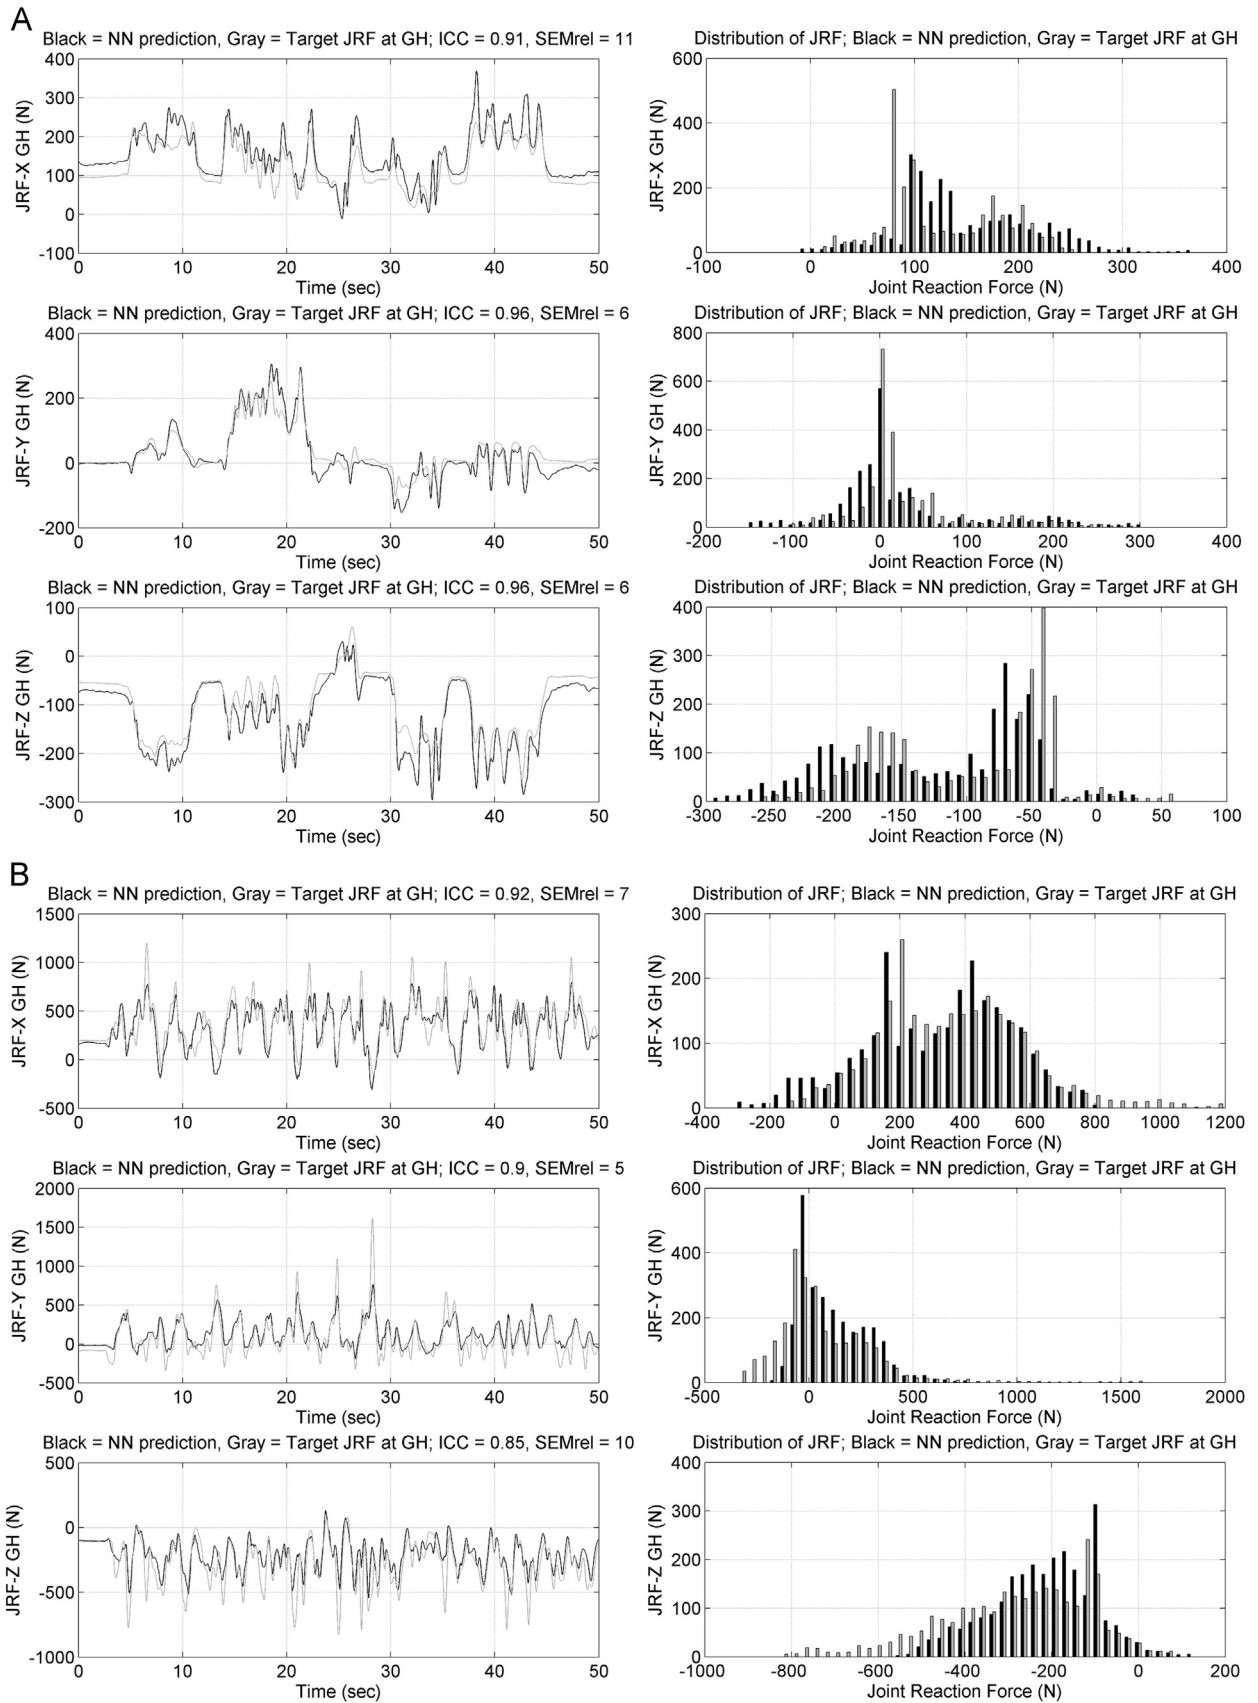 A
Black = NN prediction, Gray = Target JRF at GH; ICC = 0.91, SEMrel = 11
JRF-X GH (N)
400
300
200
100
0
-100
0 10 20 30 40 50
Time (sec)
Distribution of JRF; Black = NN prediction, Gray = Target JRF at GH
JRF-X GH (N)
600
400
200
0
-100 0 100 200 300 400
Joint Reaction Force (N)
Black = NN prediction, Gray = Target JRF at GH; ICC = 0.96, SEMrel = 6
JRF-Y GH (N)
400
200
0
-200
0 10 20 30 40 50
Time (sec)
Distribution of JRF; Black = NN prediction, Gray = Target JRF at GH
JRF-Y GH (N)
800
600
400
200
0
-200 -100 0 100 200 300 400
Joint Reaction Force (N)
Black = NN prediction, Gray = Target JRF at GH; ICC = 0.96, SEMrel = 6
JRF-Z GH (N)
100
0
-100
-200
-300
0 10 20 30 40 50
Time (sec)
Distribution of JRF; Black = NN prediction, Gray = Target JRF at GH
JRF-Z GH (N)
400
300
200
100
0
-300 -250 -200 -150 -100 -50 0 50 100
Joint Reaction Force (N)
B
Black = NN prediction, Gray = Target JRF at GH; ICC = 0.92, SEMrel = 7
JRF-X GH (N)
1500
1000
500
0
-500
0 10 20 30 40 50
Time (sec)
Distribution of JRF; Black = NN prediction, Gray = Target JRF at GH
JRF-X GH (N)
300
200
100
0
-400 -200 0 200 400 600 800 1000 1200
Joint Reaction Force (N)
Black = NN prediction, Gray = Target JRF at GH; ICC = 0.9, SEMrel = 5
JRF-Y GH (N)
2000
1500
1000
500
0
-500
0 10 20 30 40 50
Time (sec)
Distribution of JRF; Black = NN prediction, Gray = Target JRF at GH
JRF-Y GH (N)
600
400
200
0
-500 0 500 1000 1500 2000
Joint Reaction Force (N)
Black = NN prediction, Gray = Target JRF at GH; ICC = 0.85, SEMrel = 10
JRF-Z GH (N)
500
0
-500
-1000
0 10 20 30 40 50
Time (sec)
Distribution of JRF; Black = NN prediction, Gray = Target JRF at GH
JRF-Z GH (N)
400
300
200
100
0
-1000 -800 -600 -400 -200 0 200
Joint Reaction Force (N)